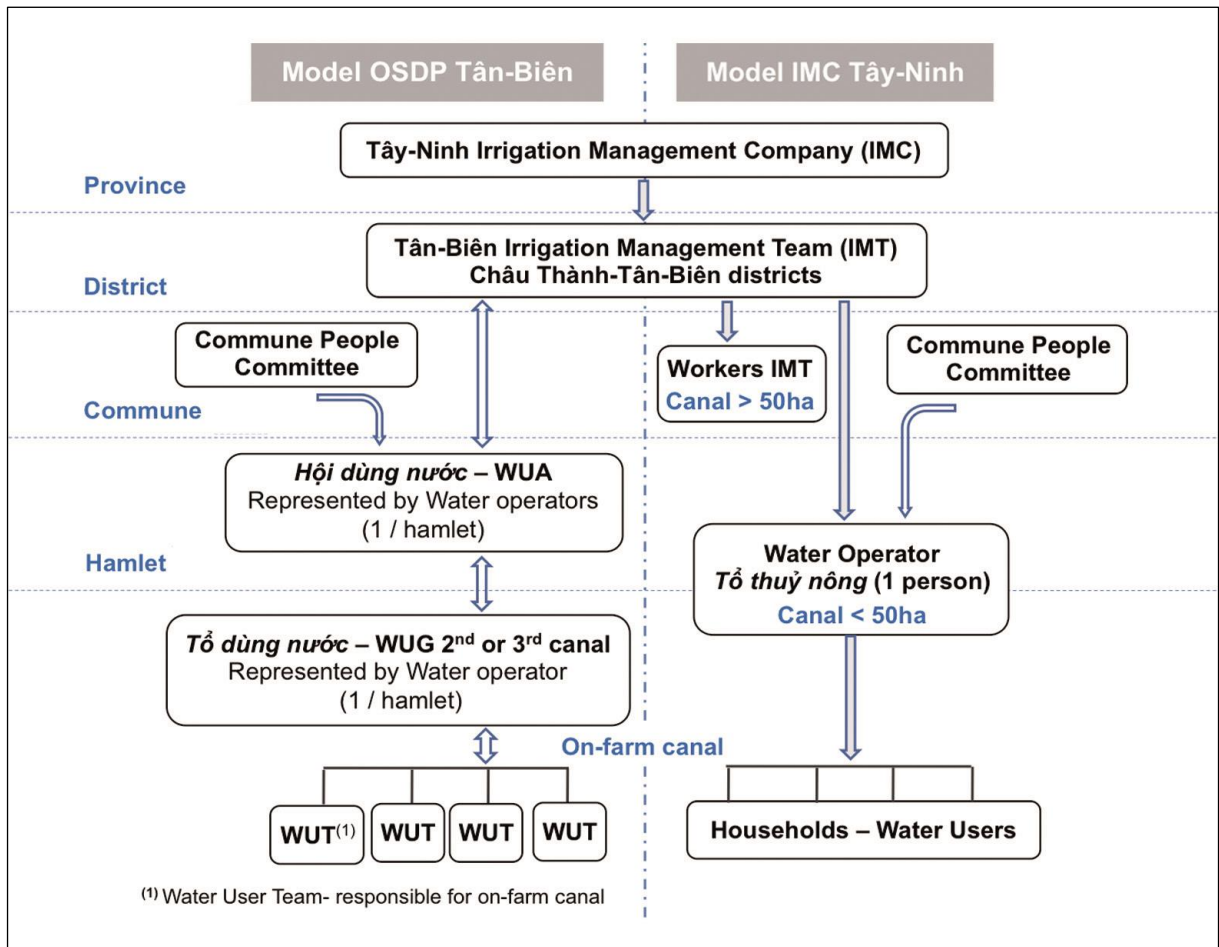 Model OSDP Tân-Biên
Model IMC Tây-Ninh
Tây-Ninh Irrigation Management Company (IMC)
Province
Tân-Biên Irrigation Management Team (IMT)
Châu Thành-Tân-Biên districts
District
Commune People
Committee
Workers IMT
Canal > 50ha
Commune People
Committee
Commune
Hội dùng nước – WUA
Represented by Water operators
(1 / hamlet)
Hamlet
Water Operator
Tổ thuỷ nông (1 person)
Canal < 50ha
Tổ dùng nước – WUG 2nd or 3rd canal
Represented by Water operator
(1 / hamlet)
On-farm canal
WUT(1)
WUT
WUT
WUT
Households – Water Users
(1) Water User Team- responsible for on-farm canal